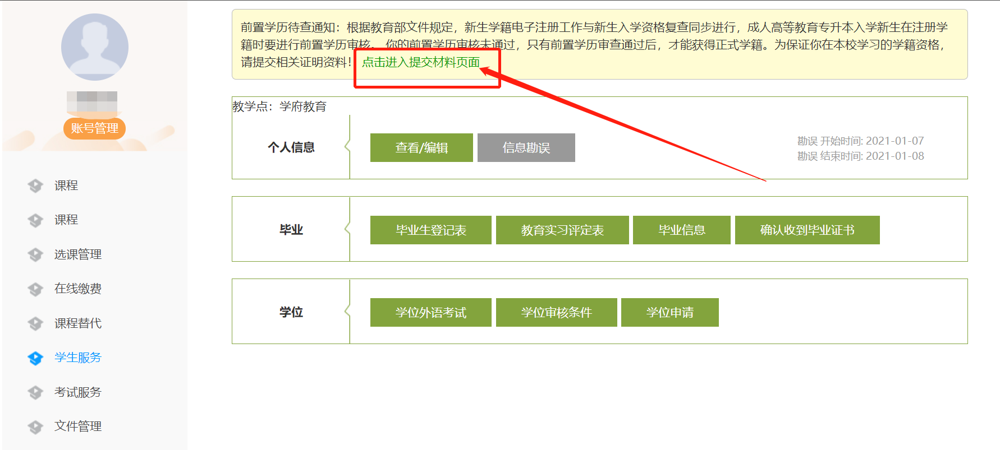 前置学历待查通知：根据教育部文件规定，新生学籍电子注册工作与新生入学资格复查同步进行，成人高等教育专升本入学新生在注册学
籍时要进行前置学历审核。 你的前置学历审核未通过，只有前置学历审查通过后，才能获得正式学籍。为保证你在本校学习的学籍资格，
请提交相关证明资料！ 点击进入提交材料页面
账号管理
课程
课程
选课管理
在线缴费
课程替代
学生服务
考试服务
文件管理
教学点：学府教育
个人信息
查看/编辑
信息勘误
勘误 开始时间: 2021-01-07
勘误 结束时间: 2021-01-08
毕业
毕业生登记表
教育实习评定表
毕业信息
确认收到毕业证书
学位
学位外语考试
学位审核条件
学位申请